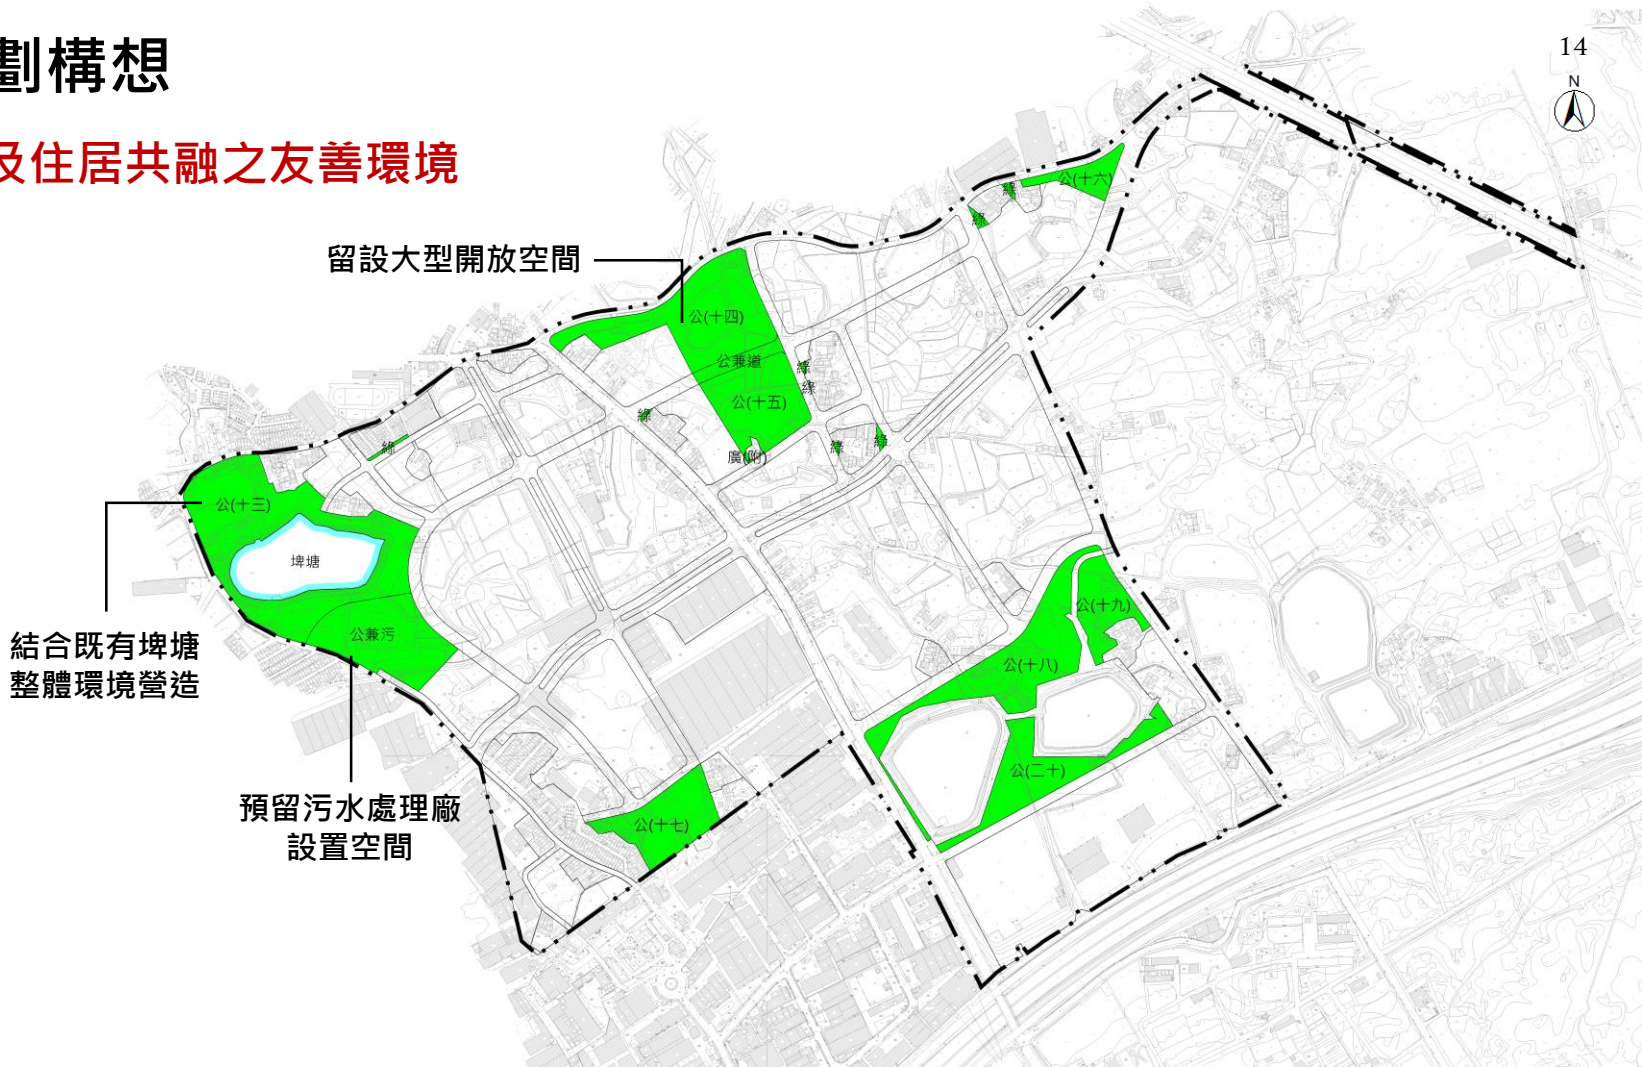 劃構想
14
N
及住居共融之友善環境
公(十六)
綠
綠
留設大型開放空間
公(十四)
公兼道
綠
綠
公(十五)
綠
綠
綠
綠
廣(附)
公(十三)
埤塘
公兼污
公(十九)
公(十八)
結合既有埤塘
整體環境營造
公(二十)
預留污水處理廠
設置空間
公(十七)